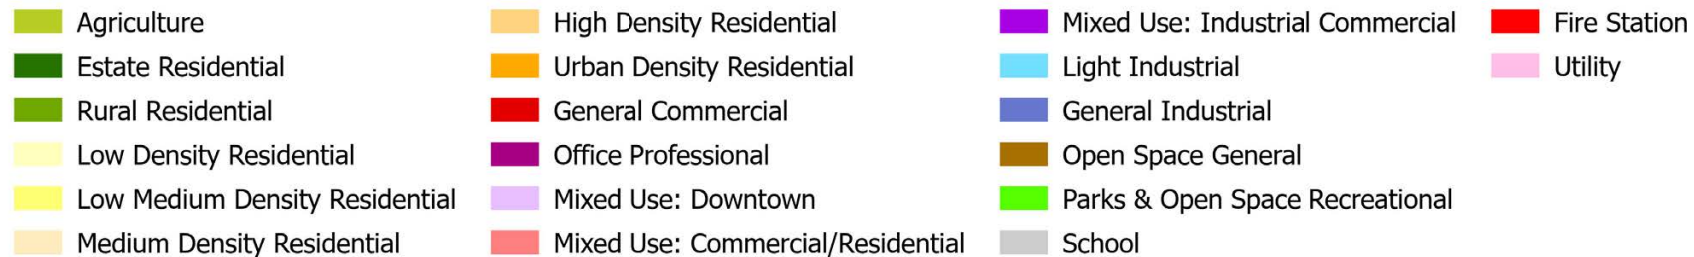 Agriculture
Estate Residential
Rural Residential
Low Density Residential
Low Medium Density Residential
Medium Density Residential
High Density Residential
Urban Density Residential
General Commercial
Office Professional
Mixed Use: Downtown
Mixed Use: Commercial/Residential
Mixed Use: Industrial Commercial
Light Industrial
General Industrial
Open Space General
Parks & Open Space Recreational
School
Fire Station
Utility